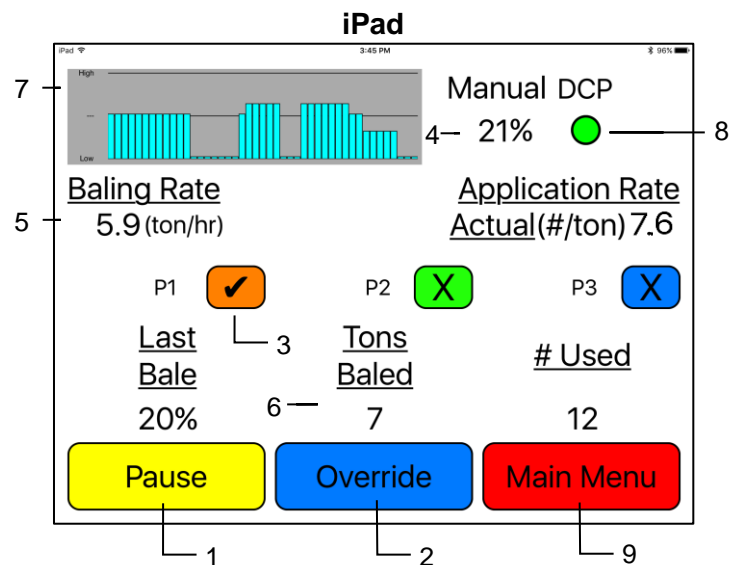 iPad
iPad 3:45 PM 96%
High
7
Manual DCP
—
4 21% 8
Low
Baling Rate Application Rate
5 5.9 (ton/hr) Actual(#/ton) 7.6
P1 ✔ P2 X P3 X
3
Last Tons # Used
Bale Baled
6
20% 7 12
Pause Override Main Menu
1 2 9